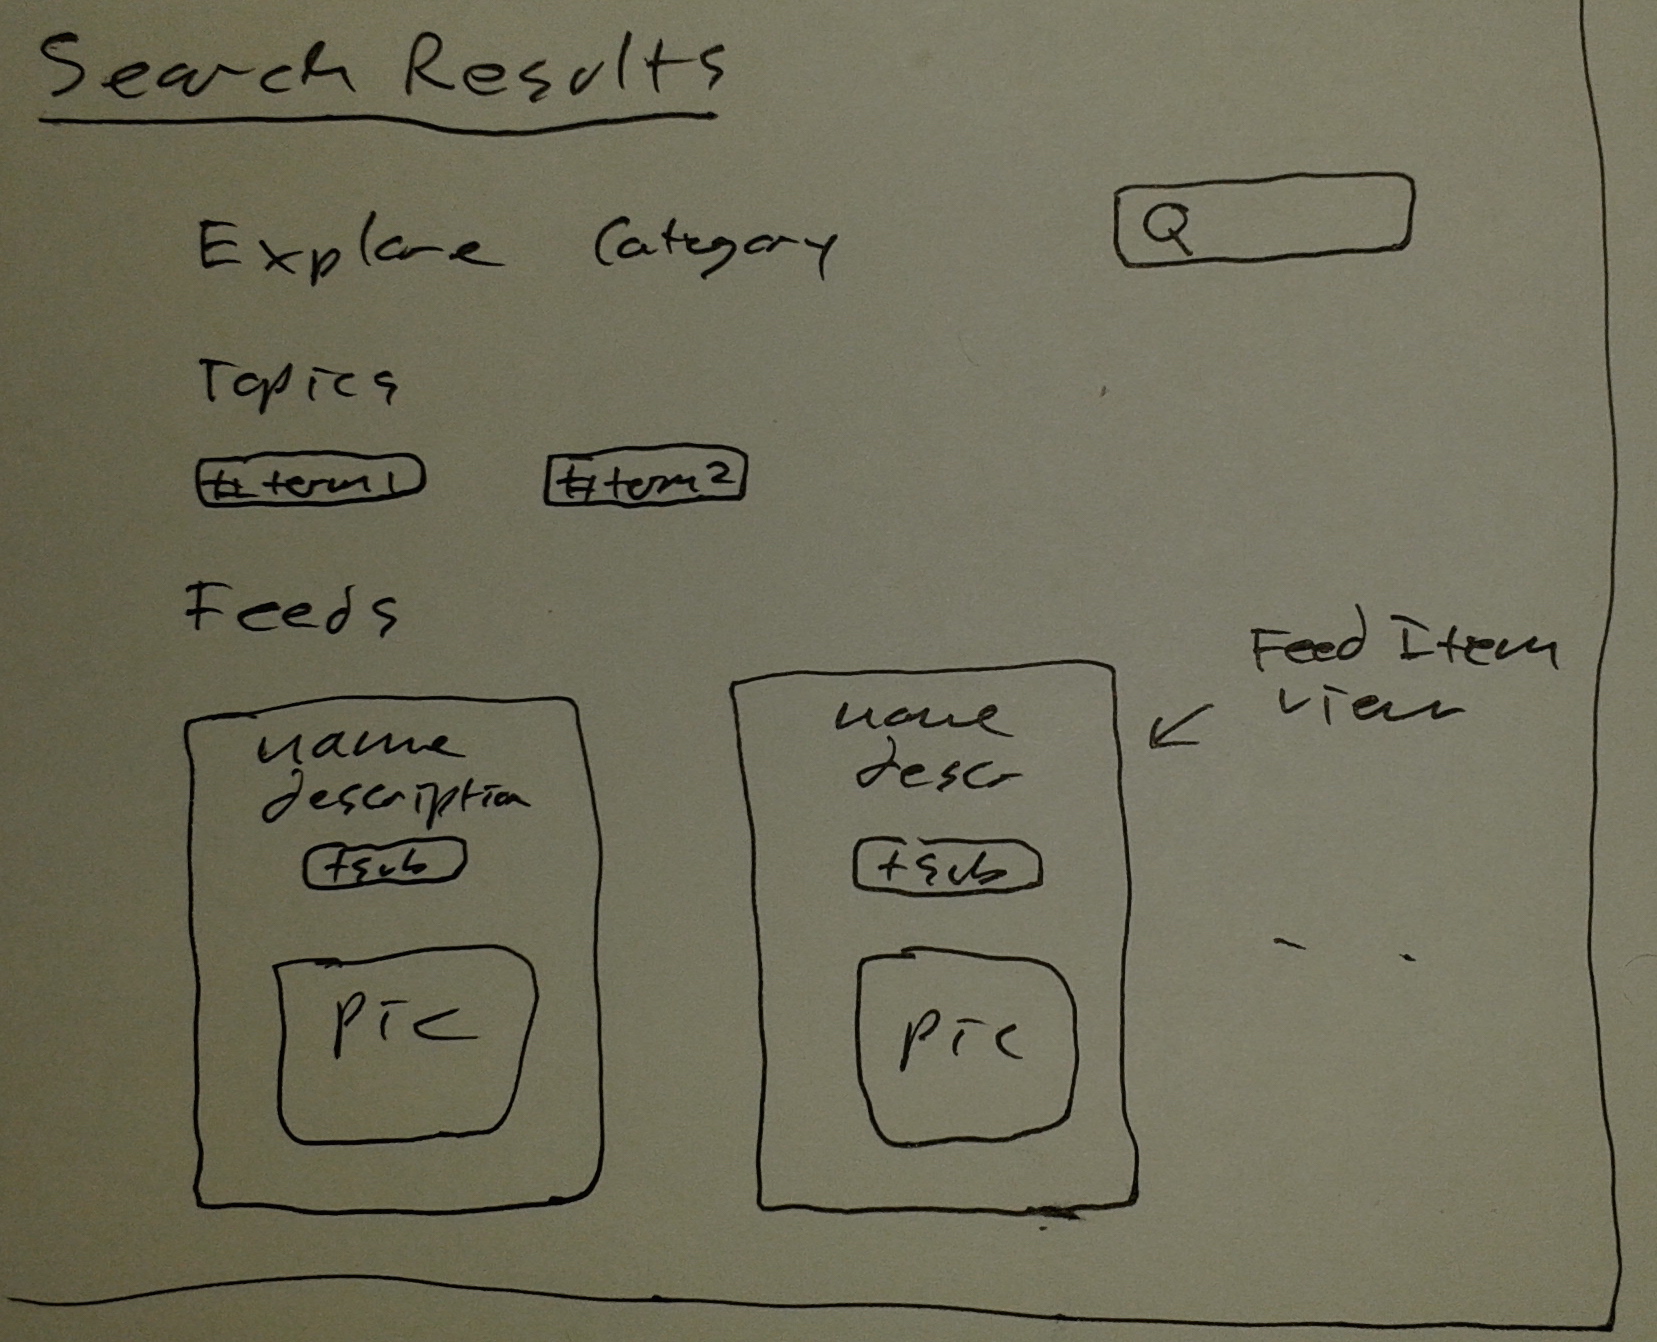 Search Results
Explore Category
Q
Topics
#term1 #term2
Feeds
Feed Item
view
name
description
+sub
pic
name
descr
+sub
pic